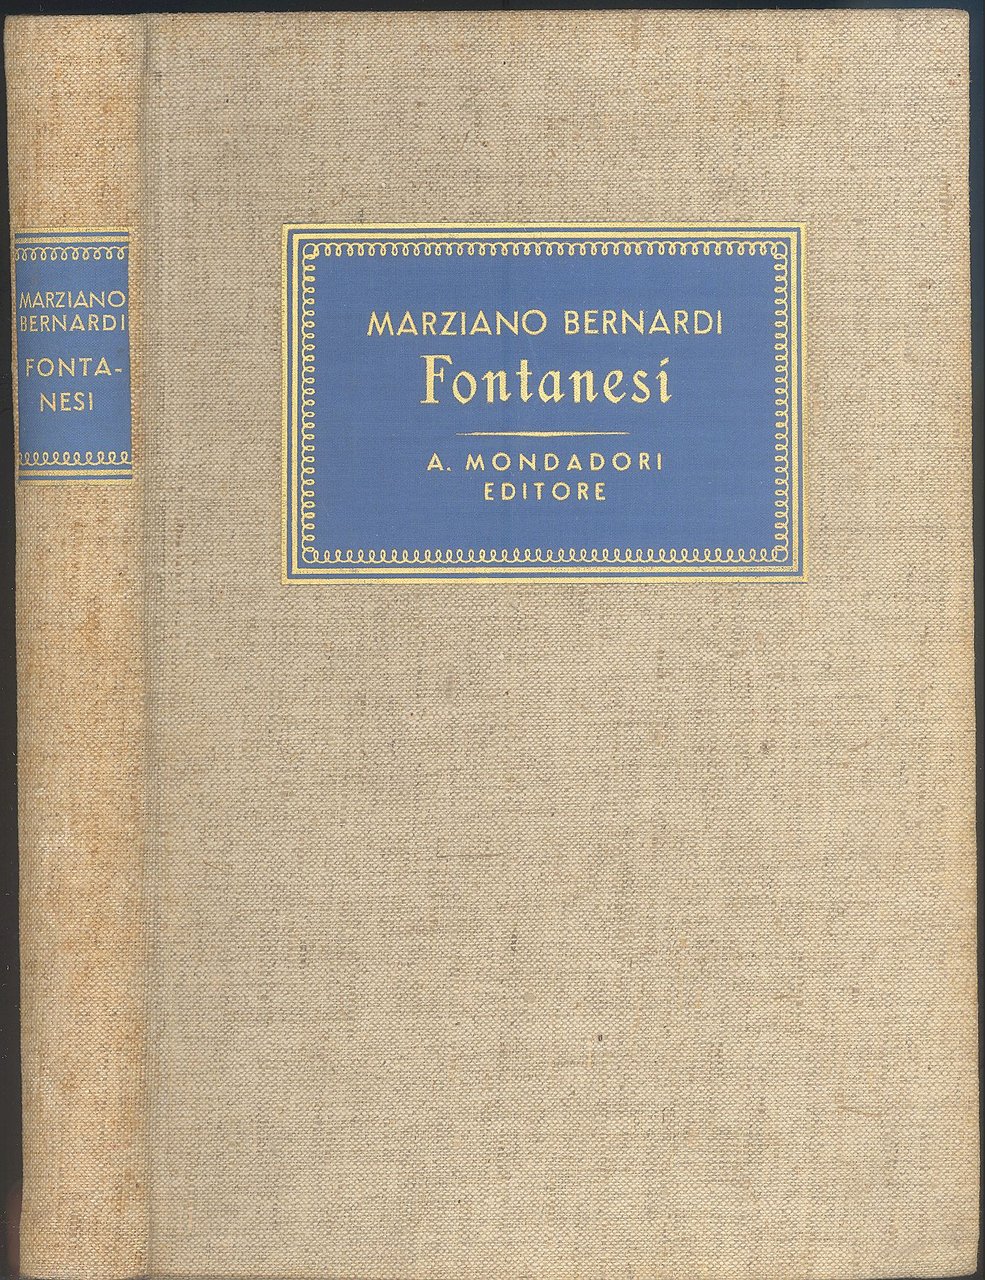 MARZIANO
BERNARDI
FONTA-
NESI
MARZIANO BERNARDI
Fontanesi
A. MONDADORI
EDITORE